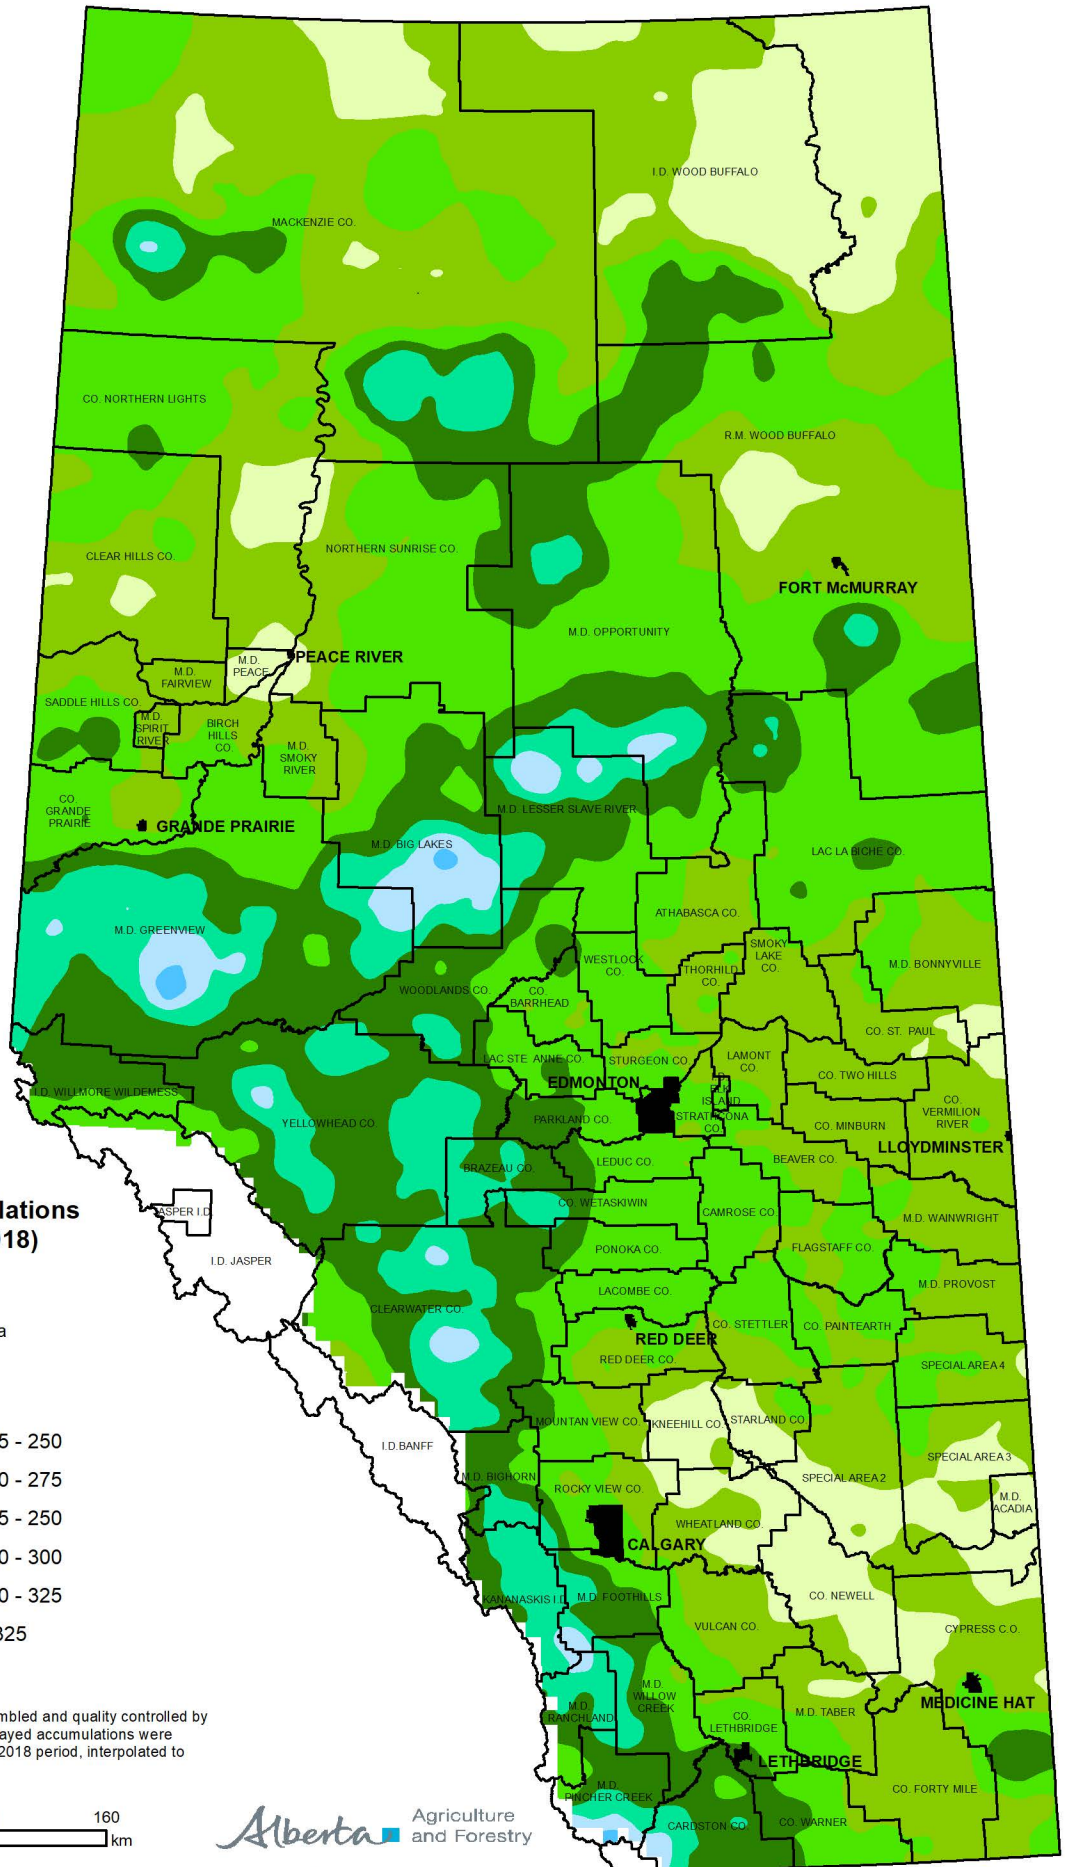 I.D. WOOD BUFFALO
MACKENZIE CO.
CO. NORTHERN LIGHTS
R.M. WOOD BUFFALO
CLEAR HILLS CO.
NORTHERN SUNRISE CO.
FORT McMURRAY
M.D. OPPORTUNITY
PEACE RIVER
M.D.
PEACE
M.D.
FAIRVIEW
SADDLE HILLS CO.
M.D.
SPIRIT
RIVER
BIRCH
HILLS
CO.
M.D.
SMOKY
RIVER
CO.
GRANDE
PRAIRIE
GRANDE PRAIRIE
M.D. LESSER SLAVE RIVER
M.D. BIG LAKES
LAC LA BICHE CO.
M.D. GREENVIEW
ATHABASCA CO.
WESTLOCK
CO.
THORHILD
CO.
SMOKY
LAKE
CO.
M.D. BONNYVILLE
WOODLANDS CO.
CO.
BARRHEAD
CO. ST. PAUL
LAC STE ANNE CO.
STURGEON CO.
LAMONT
CO.
CO. TWO HILLS
I.D. WILLMORE WILDEMESS
EDMONTON
ELK
ISLAND
STRATHCONA
CO.
CO.
VERMILION
RIVER
YELLOWHEAD CO.
PARKLAND CO.
CO. MINBURN
LLOYDMINSTER
BRAZEAU CO.
LEDUC CO.
BEAVER CO.
CO. WETASKIWIN
CAMROSE CO.
M.D. WAINWRIGHT
lations
18)
ASPER I.D
I.D. JASPER
PONOKA CO.
FLAGSTAFF CO.
M.D. PROVOST
LACOMBE CO.
CLEARWATER CO.
a
RED DEER
CO. STETTLER
CO. PAINTEARTH
RED DEER CO.
SPECIAL AREA 4
MOUNTAN VIEW CO.
KNEEHILL CO.
STARLAND CO.
I.D.BANFF
5 - 250
SPECIAL AREA 3
0 - 275
M.D. BIGHORN
ROCKY VIEW CO.
SPECIAL AREA 2
M.D.
ACADIA
5 - 250
WHEATLAND CO.
CALGARY
0 - 300
0 - 325
KANANASKIS I.D
M.D. FOOTHILLS
CO. NEWELL
325
VULCAN CO.
CYPRESS C.O.
M.D.
WILLOW
CREEK
MEDICINE HAT
M.D.
RANCHLAND
CO.
LETHBRIDGE
M.D. TABER
mbled and quality controlled by
ayed accumulations were
2018 period, interpolated to
LETHBRIDGE
M.D.
PINCHER CREEK
CO. FORTY MILE
CARDSTON CO.
CO. WARNER
160
km
Alberta
Agriculture
and Forestry